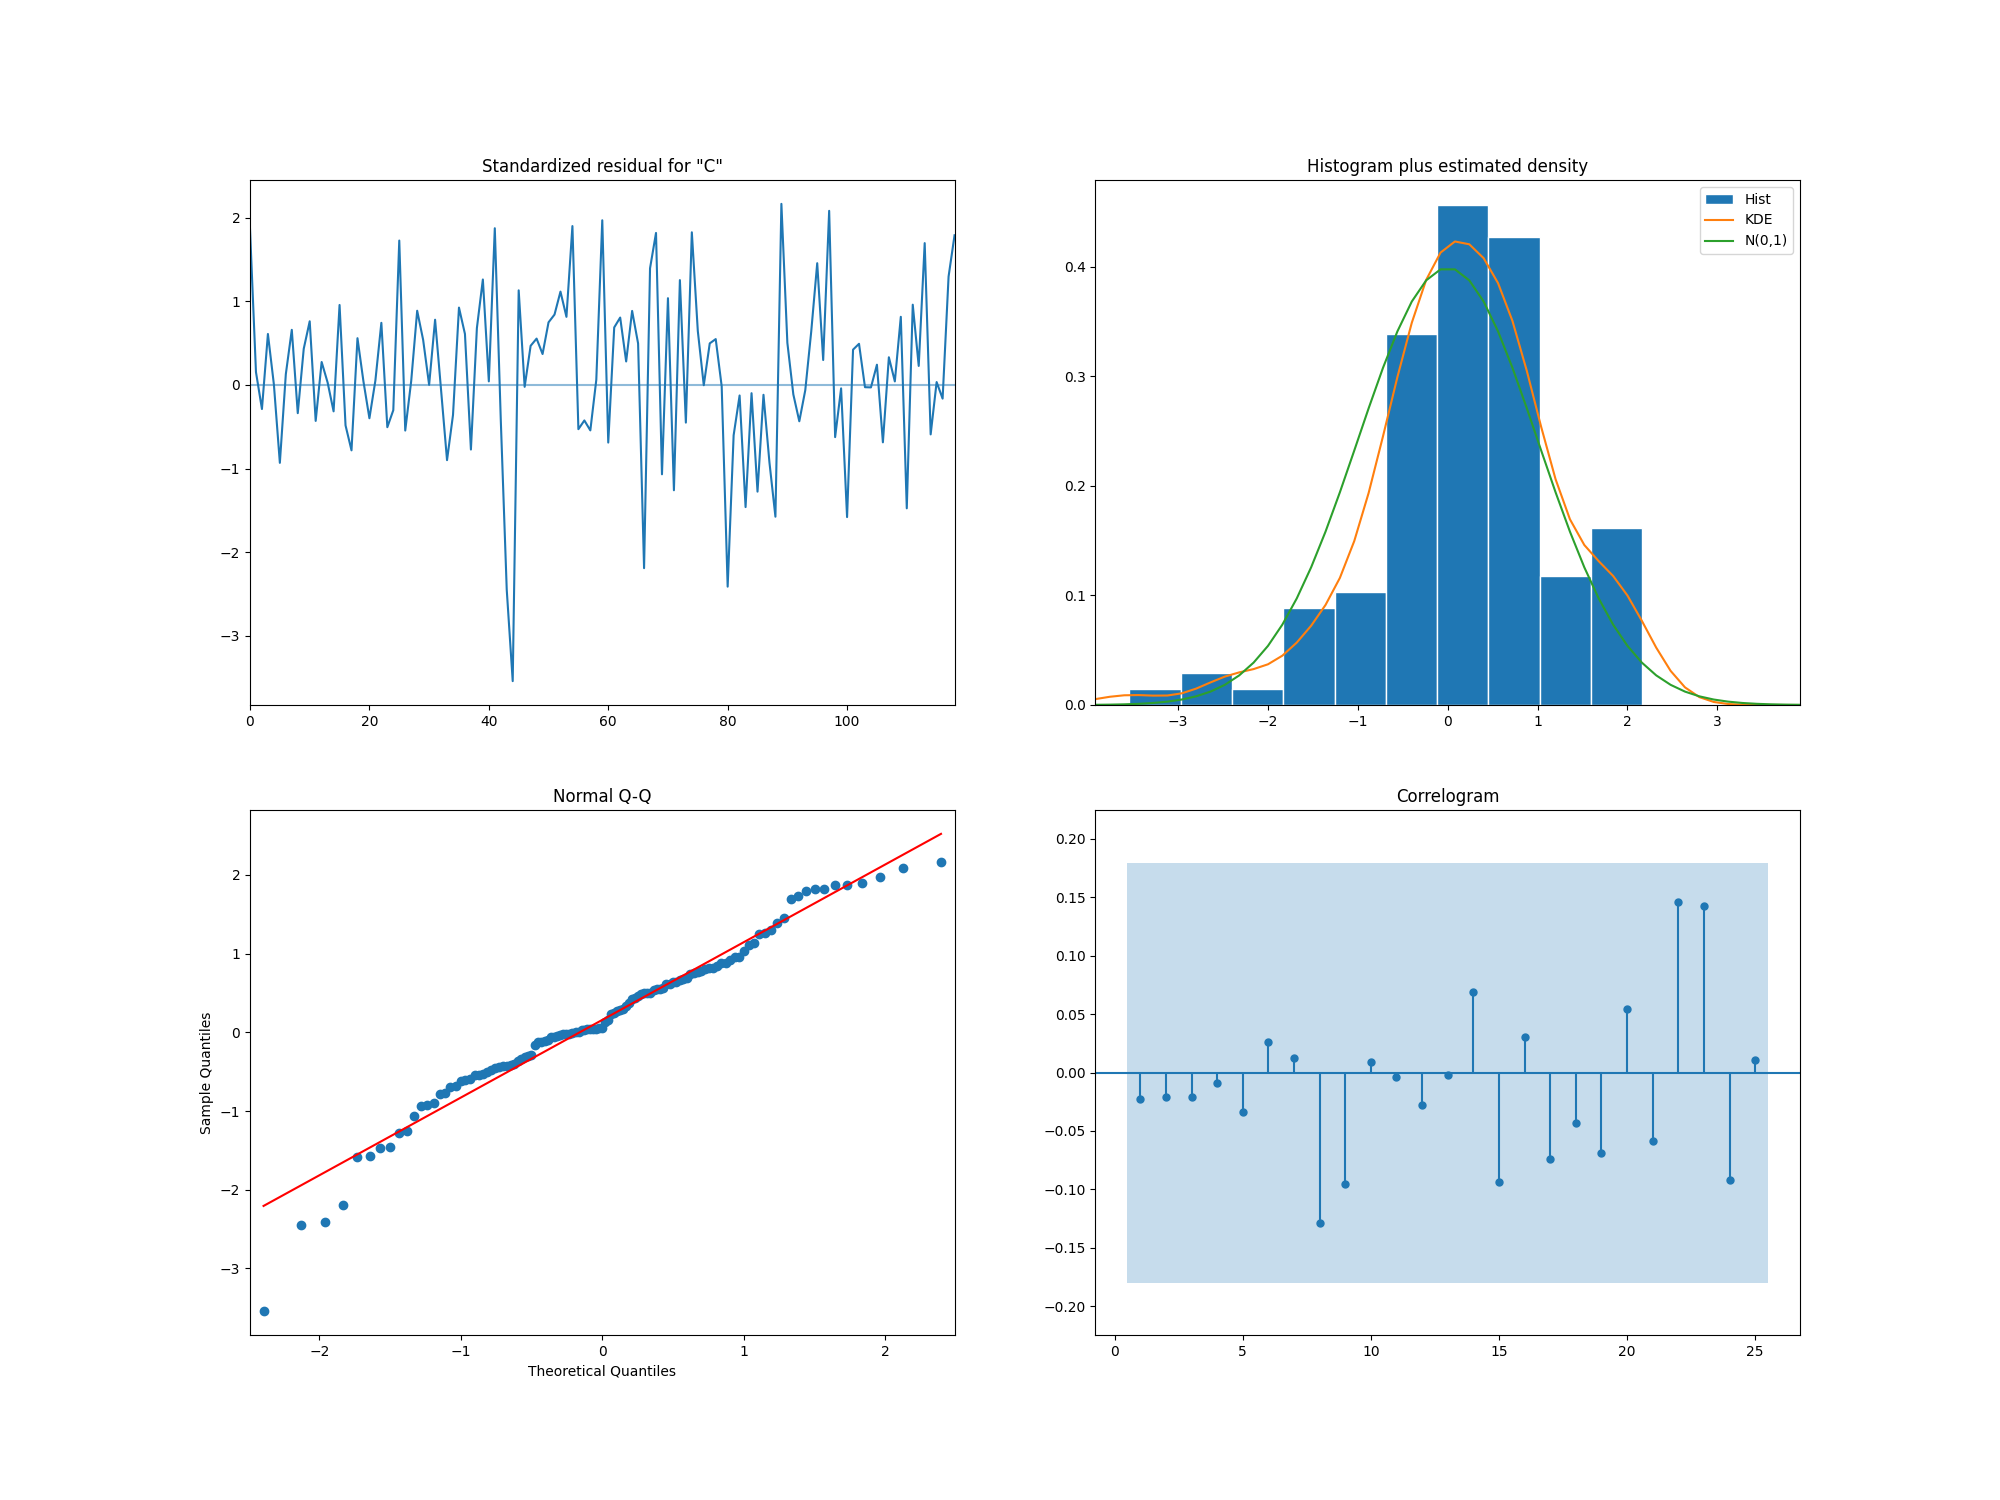 Standardized residual for "C"
2
1
0
−1
−2
−3
0 20 40 60 80 100
Histogram plus estimated density
Hist
KDE
N(0,1)
0.4
0.3
0.2
0.1
0.0
−3 −2 −1 0 1 2 3
Normal Q-Q
Sample Quantiles
2
1
0
−1
−2
−3
−2 −1 0 1 2
Theoretical Quantiles
Correlogram
0.20
0.15
0.10
0.05
0.00
−0.05
−0.10
−0.15
−0.20
0 5 10 15 20 25